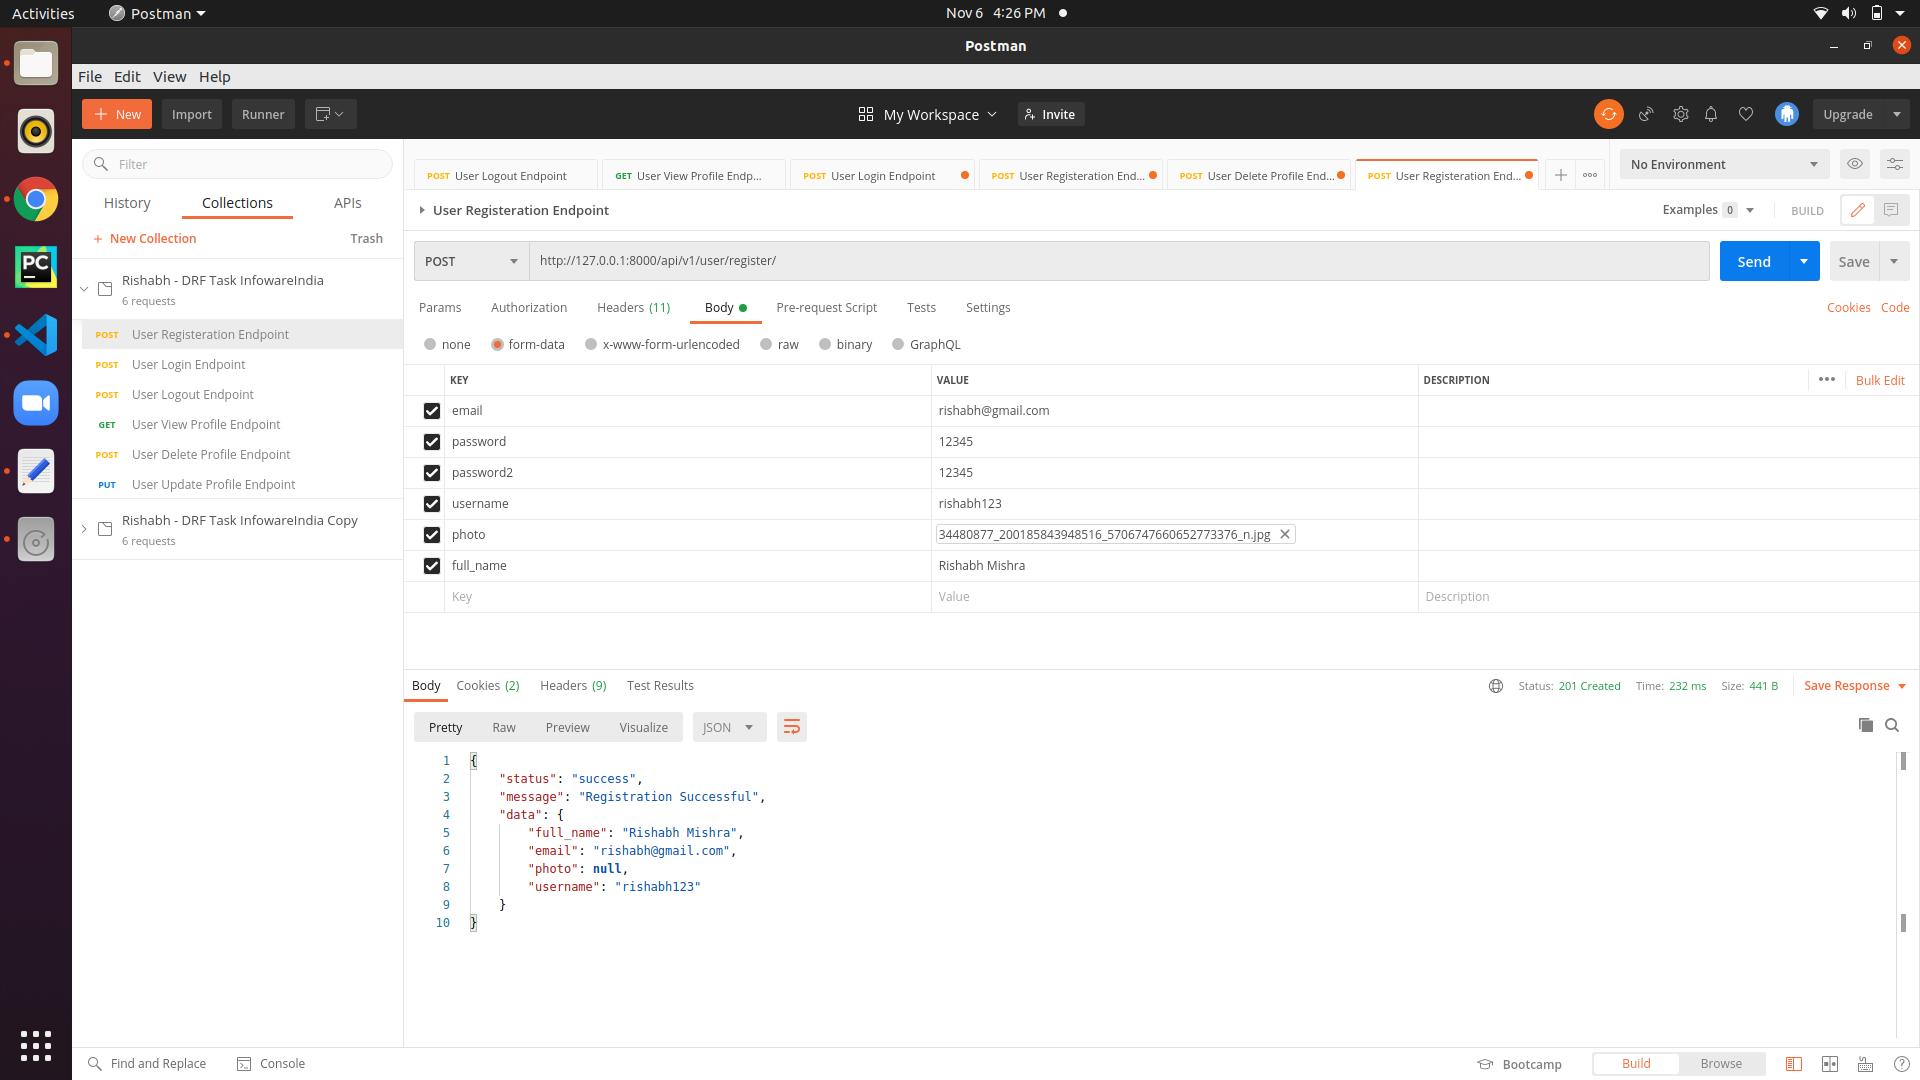 Activities
Postman
Nov 6 4:26 PM
Postman
File Edit View Help
New
Import
Runner
My Workspace
Invite
Upgrade
Filter
History
Collections
APIs
+ New Collection
Trash
Rishabh - DRF Task InfowareIndia
6 requests
POST User Registeration Endpoint
POST User Login Endpoint
POST User Logout Endpoint
GET User View Profile Endpoint
POST User Delete Profile Endpoint
PUT User Update Profile Endpoint
Rishabh - DRF Task InfowareIndia Copy
6 requests
POST User Logout Endpoint
GET User View Profile Endp...
POST User Login Endpoint
POST User Registeration End...
POST User Delete Profile End...
POST User Registeration End...
No Environment
User Registeration Endpoint
Examples 0
BUILD
POST
http://127.0.0.1:8000/api/v1/user/register/
Send
Save
Params
Authorization
Headers (11)
Body
Pre-request Script
Tests
Settings
Cookies
Code
none
form-data
x-www-form-urlencoded
raw
binary
GraphQL
KEY VALUE DESCRIPTION
Bulk Edit
email rishabh@gmail.com
password 12345
password2 12345
username rishabh123
photo 34480877_200185843948516_5706747660652773376_n.jpg
full_name Rishabh Mishra
Key Value Description
Body
Cookies (2)
Headers (9)
Test Results
Status: 201 Created
Time: 232 ms
Size: 441 B
Save Response
Pretty
Raw
Preview
Visualize
JSON
1 {
2 "status": "success",
3 "message": "Registration Successful",
4 "data": {
5 "full_name": "Rishabh Mishra",
6 "email": "rishabh@gmail.com",
7 "photo": null,
8 "username": "rishabh123"
9 }
10 }
Find and Replace
Console
Bootcamp
Build
Browse
PC